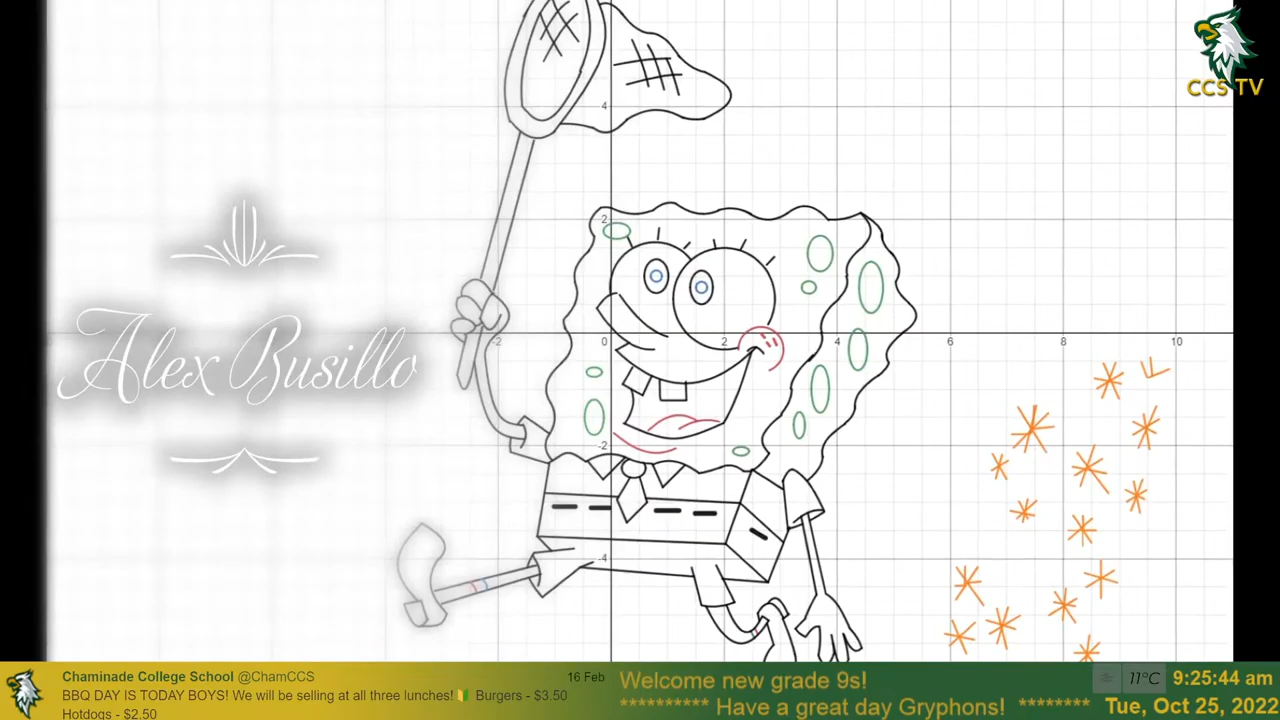 CCS TV
4
2
-2
0
2
4
6
8
10
-2
-4
Alex Busillo
Chaminade College School @ChamCCS 16 Feb
BBQ DAY IS TODAY BOYS! We will be selling at all three lunches! Burgers - $3.50
Hotdogs - $2.50
Welcome new grade 9s!
********** Have a great day Gryphons! ********
11°C 9:25:44 am
Tue, Oct 25, 2022